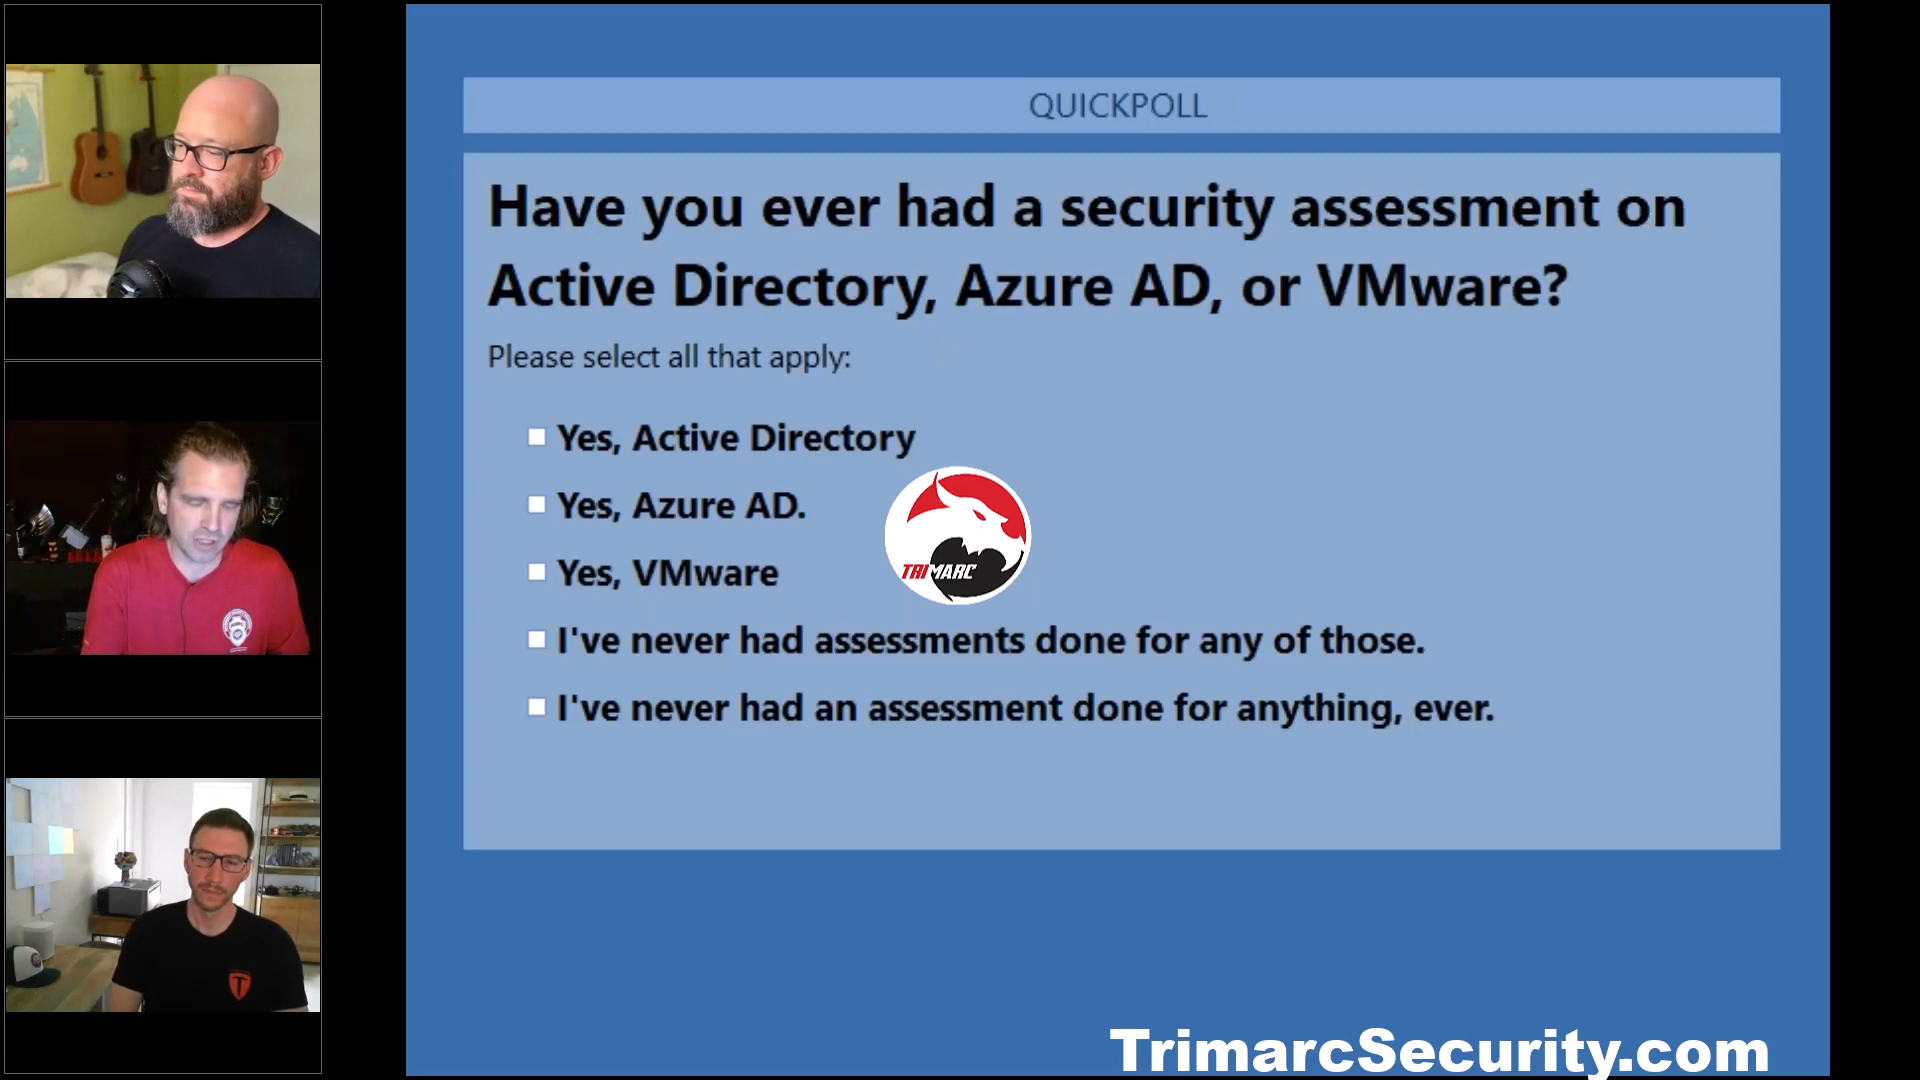 QUICKPOLL
Have you ever had a security assessment on
Active Directory, Azure AD, or VMware?
Please select all that apply:
Yes, Active Directory
Yes, Azure AD.
TRIMARC
Yes, VMware
I've never had assessments done for any of those.
I've never had an assessment done for anything, ever.
T
TrimarcSecurity.com